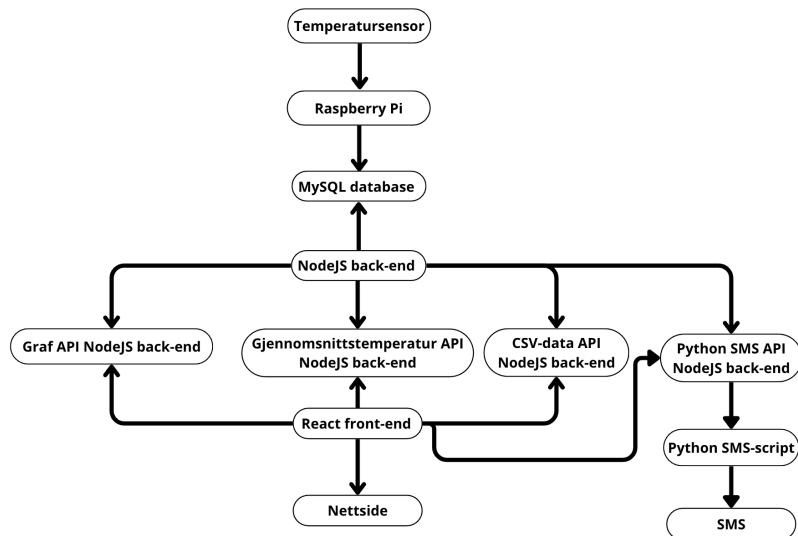 Temperatursensor
Raspberry Pi
MySQL database
NodeJS back-end
Graf API NodeJS back-end
Gjennomsnittstemperatur API
NodeJS back-end
CSV-data API
NodeJS back-end
Python SMS API
NodeJS back-end
React front-end
Python SMS-script
Nettside
SMS